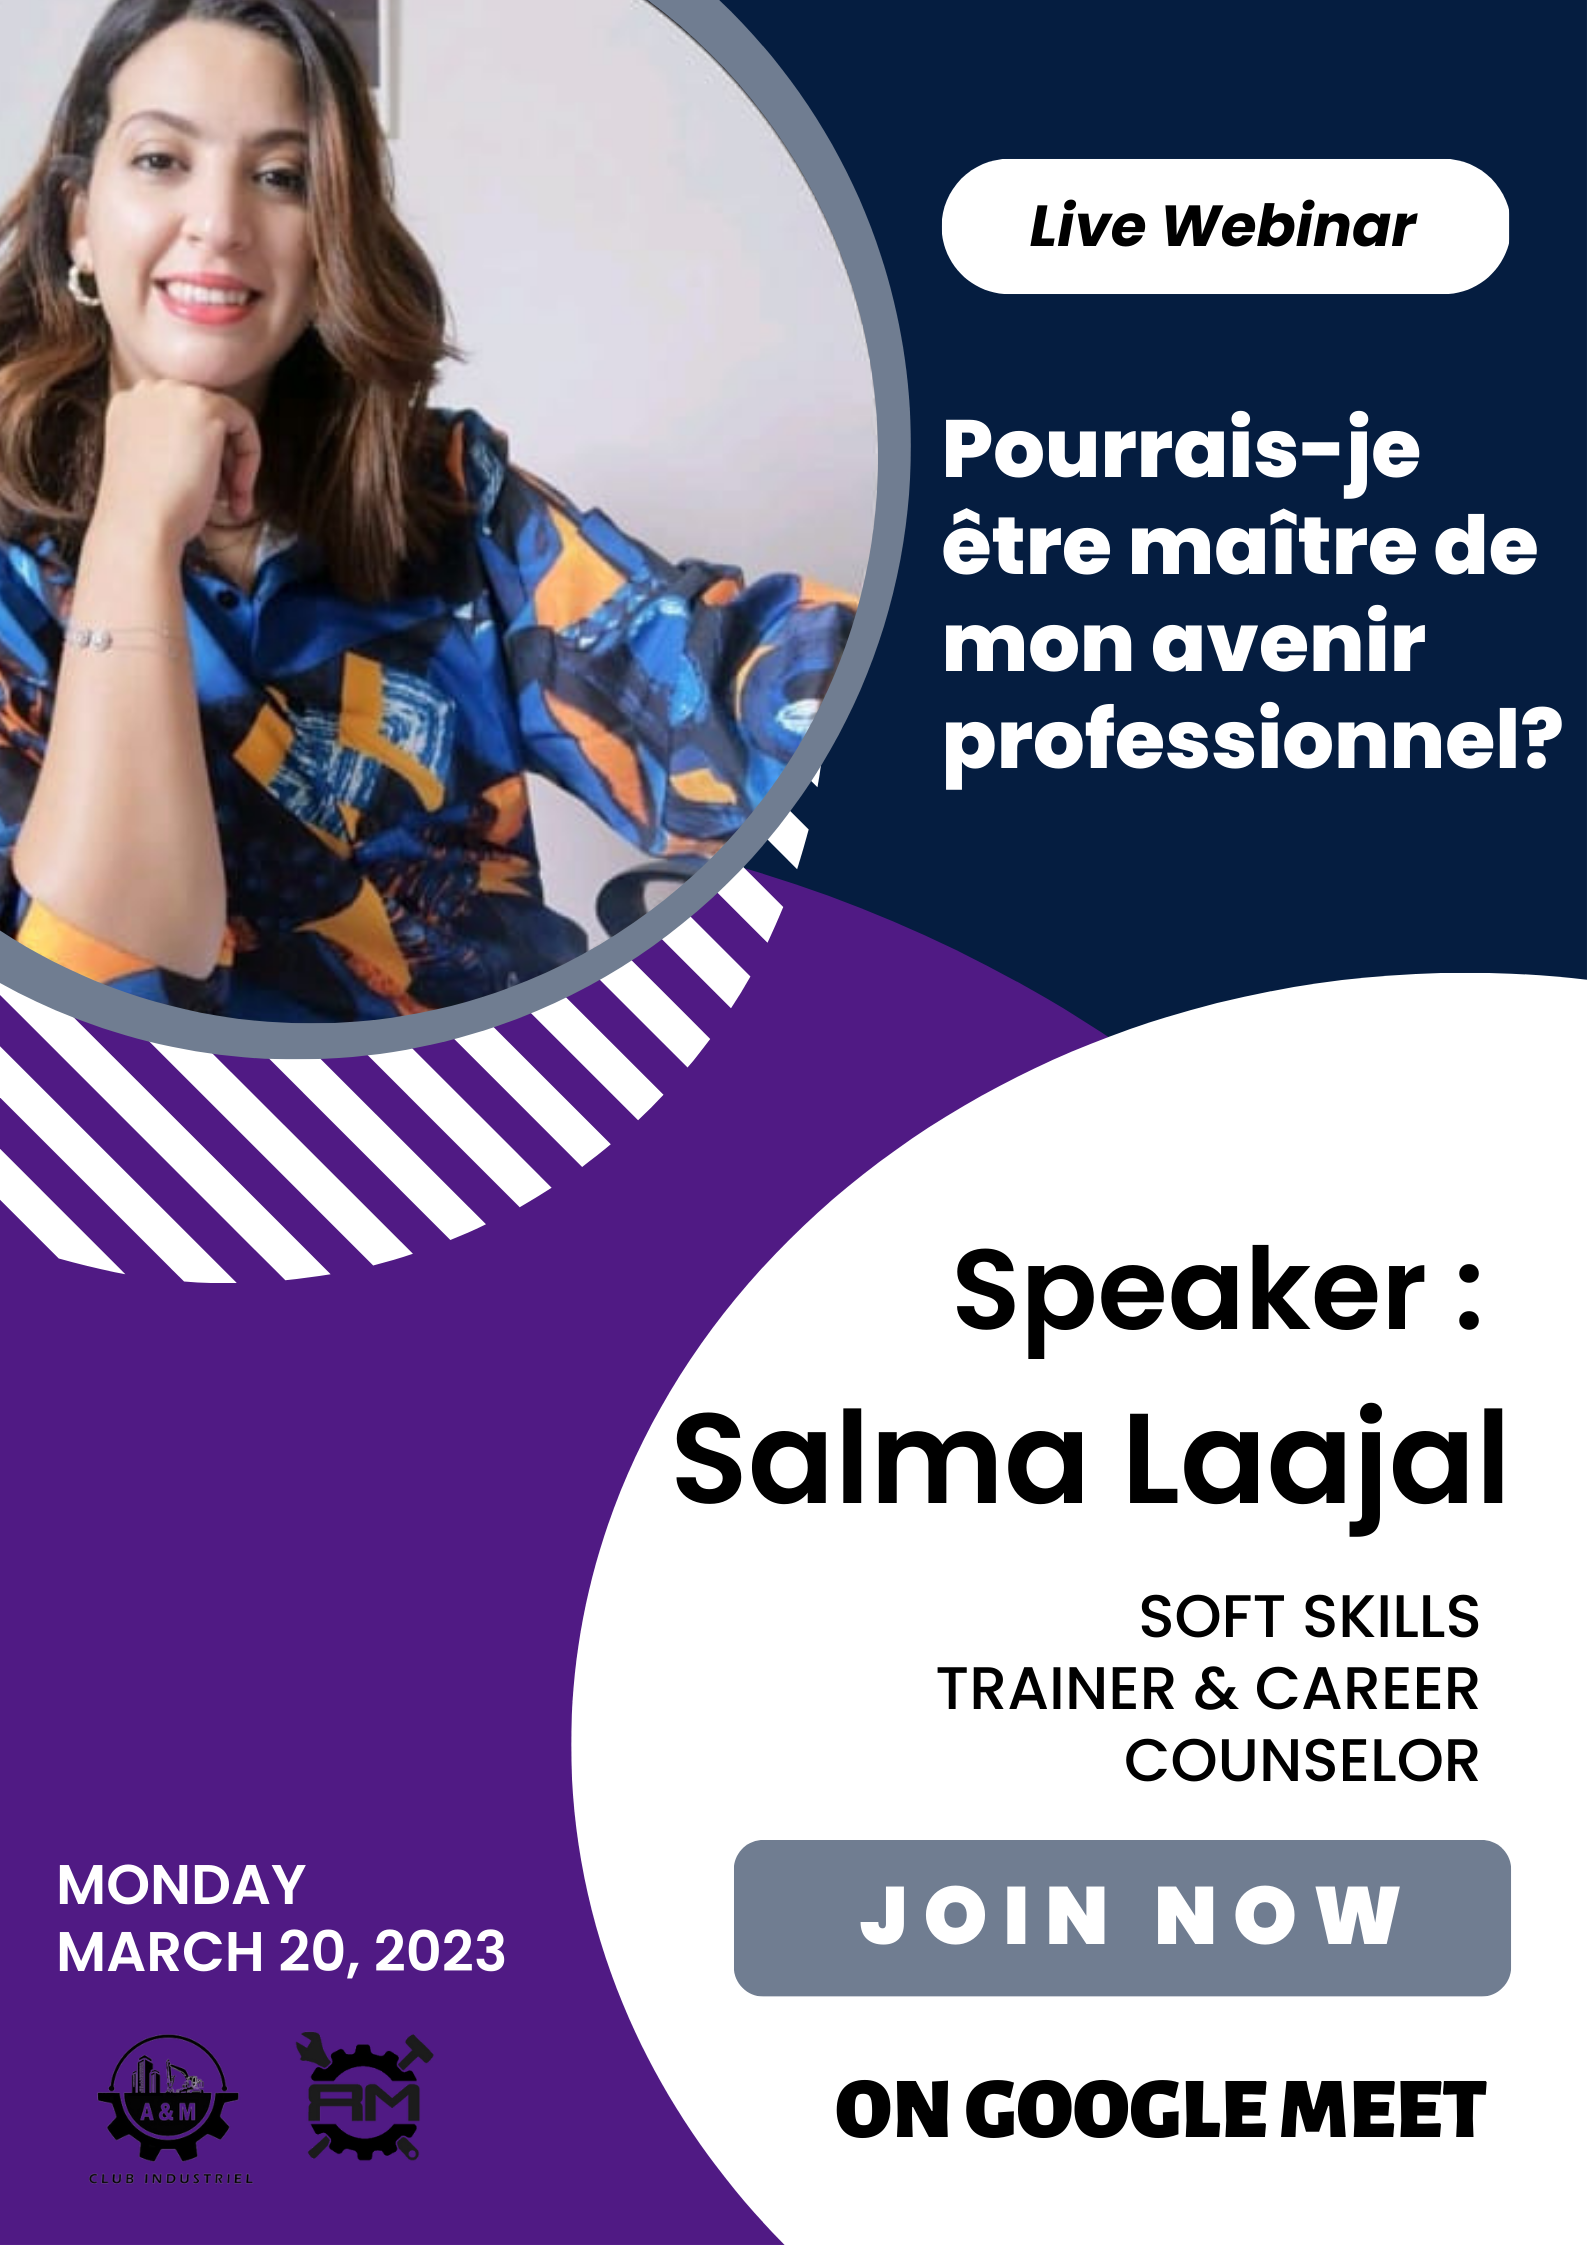 Live Webinar
Pourrais-je
être maître de
mon avenir
professionnel?
Speaker :
Salma Laajal
SOFT SKILLS
TRAINER & CAREER
COUNSELOR
JOIN NOW
ON GOOGLE MEET
MONDAY
MARCH 20, 2023
A & M
CLUB INDUSTRIEL